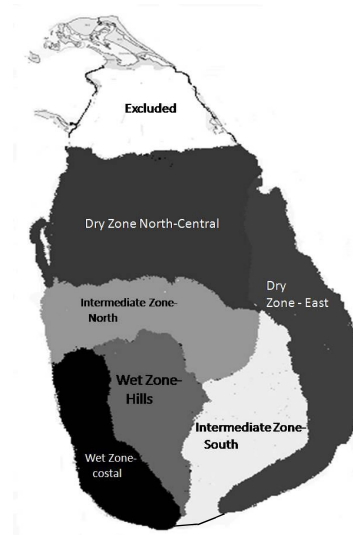 Excluded
Dry Zone North-Central
Dry
Zone - East
Intermediate Zone-
North
Wet Zone-
Hills
Intermediate Zone-
South
Wet Zone-
costal